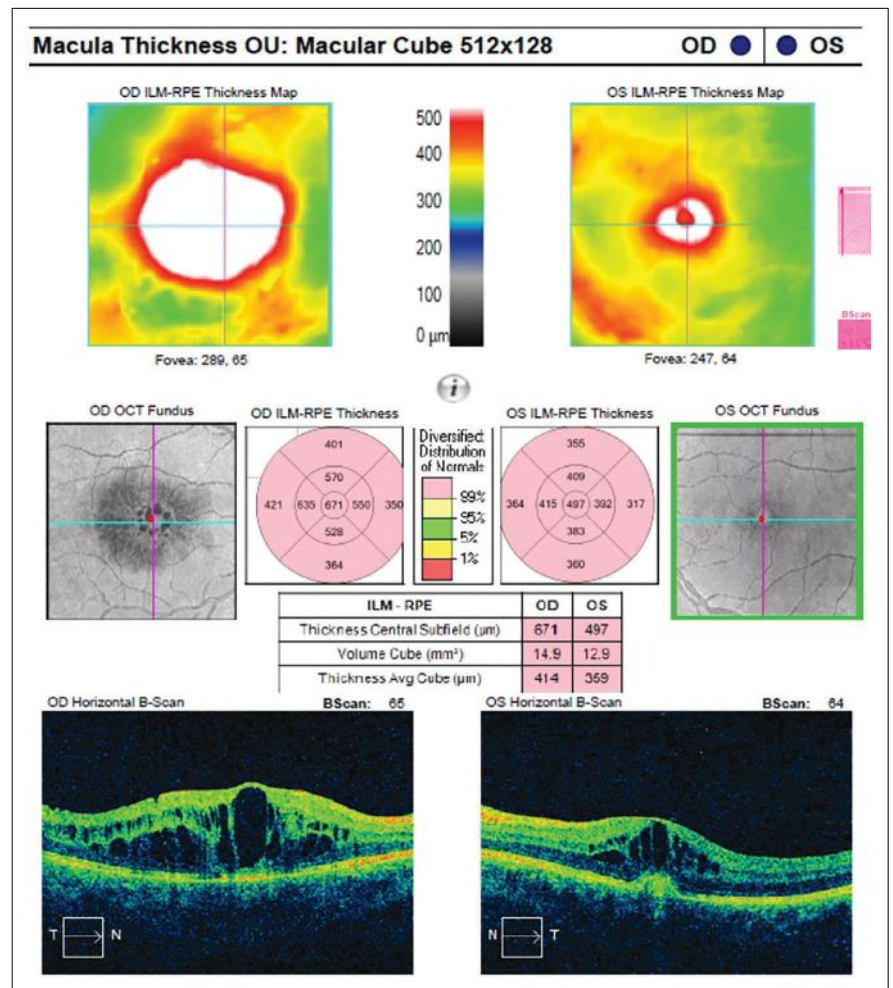 Macula Thickness OU: Macular Cube 512x128 OD OS
OD ILM-RPE Thickness Map
OS ILM-RPE Thickness Map
500
400
300
200
100
0 µm
BScan
Fovea: 289, 65
Fovea: 247, 64
i
OD OCT Fundus
OD ILM-RPE Thickness
OS ILM-RPE Thickness
OS OCT Fundus
401
570
421 635 671 550 350
528
364
Diversified:
Distribution
of Normals
99%
95%
5%
1%
355
409
364 415 497 392 317
383
360
ILM - RPE OD OS
Thickness Central Subfield (µm) 671 497
Volume Cube (mm³) 14.9 12.9
Thickness Avg Cube (µm) 414 359
OD Horizontal B-Scan BScan: 65
OS Horizontal B-Scan BScan: 64
T N
N T